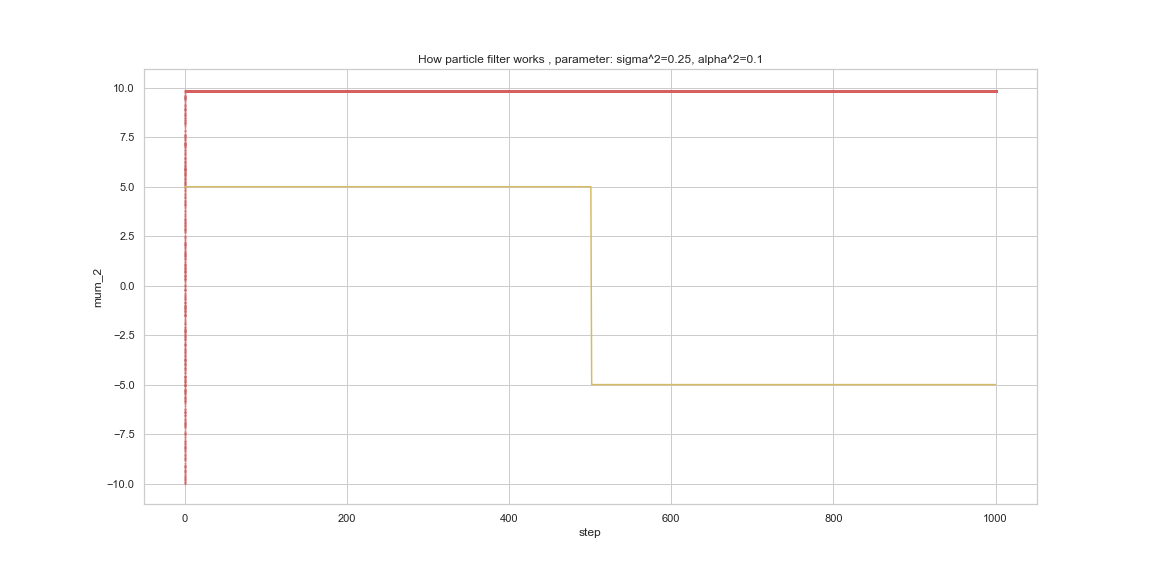 How particle filter works , parameter: sigma^2=0.25, alpha^2=0.1
10.0
7.5
5.0
2.5
0.0
−2.5
−5.0
−7.5
−10.0
mum_2
0 200 400 600 800 1000
step